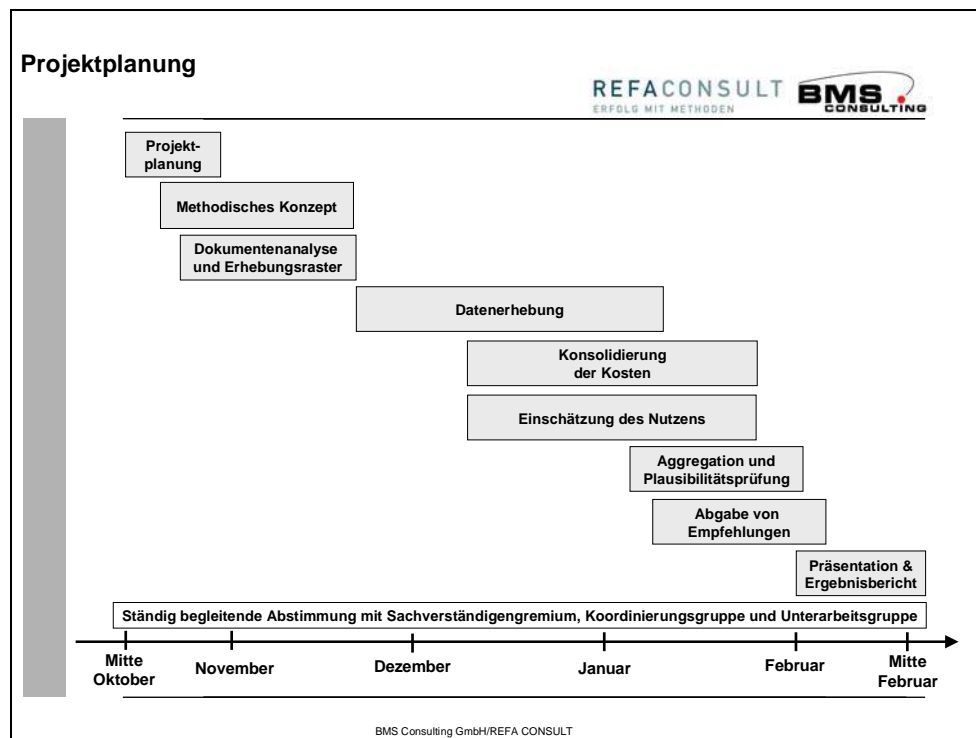 Projektplanung
REFACONSULT
ERFOLG MIT METHODEN
BMS
CONSULTING
Projekt-
planung
Methodisches Konzept
Dokumentenanalyse
und Erhebungsraster
Datenerhebung
Konsolidierung
der Kosten
Einschätzung des Nutzens
Aggregation und
Plausibilitätsprüfung
Abgabe von
Empfehlungen
Präsentation &
Ergebnisbericht
Ständig begleitende Abstimmung mit Sachverständigengremium, Koordinierungsgruppe und Unterarbeitsgruppe
Mitte
Oktober
November
Dezember
Januar
Februar
Mitte
Februar
BMS Consulting GmbH/REFA CONSULT